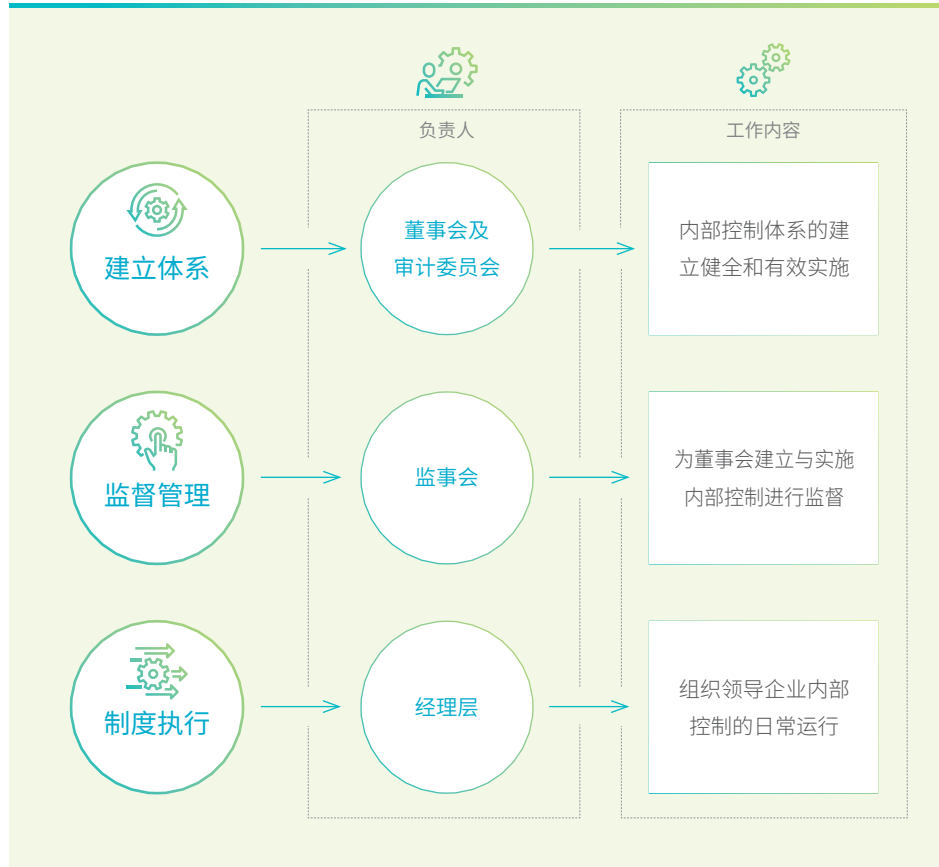 负责人
工作内容
建立体系
董事会及
审计委员会
内部控制体系的建
立健全和有效实施
监督管理
监事会
为董事会建立与实施
内部控制进行监督
制度执行
经理层
组织领导企业内部
控制的日常运行